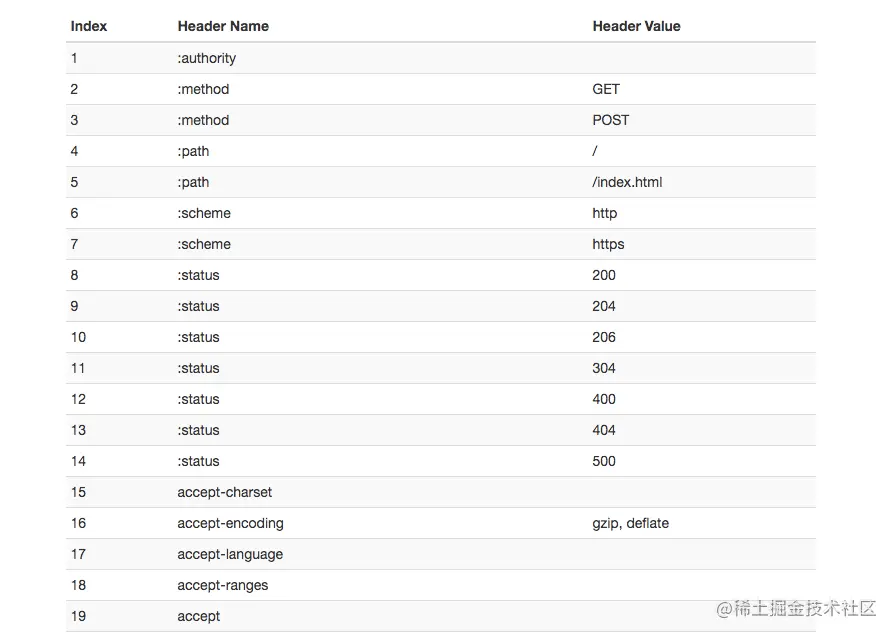 Index Header Name Header Value
1 :authority
2 :method GET
3 :method POST
4 :path /
5 :path /index.html
6 :scheme http
7 :scheme https
8 :status 200
9 :status 204
10 :status 206
11 :status 304
12 :status 400
13 :status 404
14 :status 500
15 accept-charset
16 accept-encoding gzip, deflate
17 accept-language
18 accept-ranges
19 accept
@稀土掘金技术社区